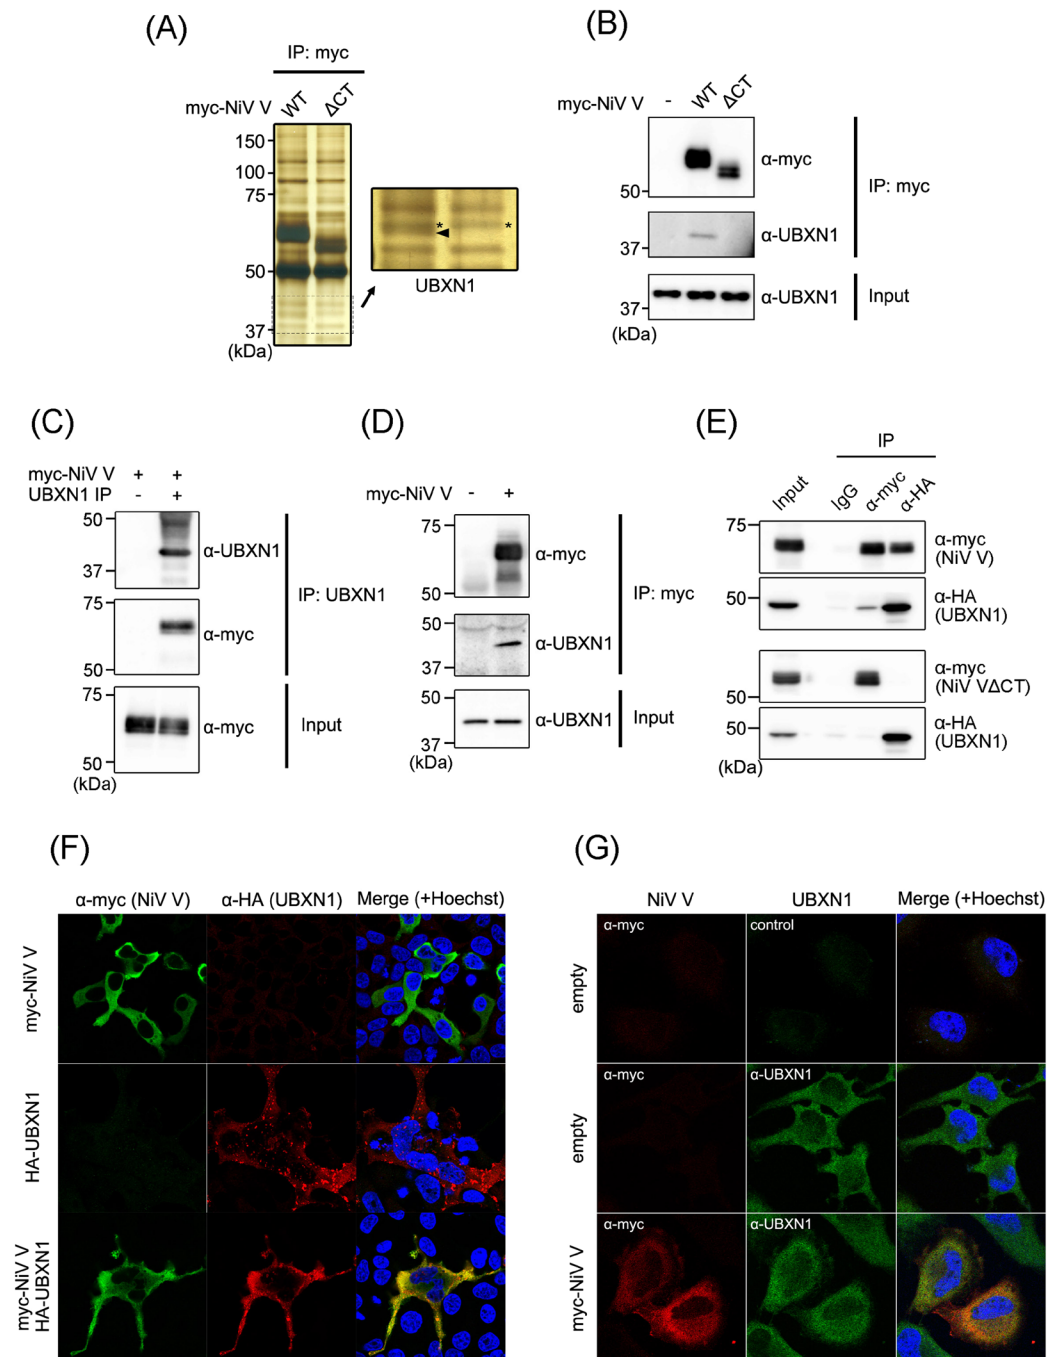 (A)
IP: myc
myc-NiV V WT ΔCT
150
100
75
50
37
(kDa)
* *
UBXN1
(B)
myc-NiV V - WT ΔCT
50
α-myc
37
α-UBXN1
IP: myc
37
α-UBXN1
Input
(kDa)
(C)
myc-NiV V + +
UBXN1 IP - +
50
37
α-UBXN1
75
50
α-myc
IP: UBXN1
75
50
α-myc
Input
(kDa)
(D)
myc-NiV V - +
75
50
α-myc
50
37
α-UBXN1
IP: myc
50
37
α-UBXN1
Input
(kDa)
(E)
IP
Input IgG α-myc α-HA
75
α-myc
(NiV V)
50
α-HA
(UBXN1)
50
α-myc
(NiV VΔCT)
50
α-HA
(UBXN1)
(kDa)
(F)
α-myc (NiV V) α-HA (UBXN1) Merge (+Hoechst)
myc-NiV V
HA-UBXN1
myc-NiV V
HA-UBXN1
(G)
NiV V UBXN1 Merge (+Hoechst)
empty
α-myc control
empty
α-myc α-UBXN1
myc-NiV V
α-myc α-UBXN1